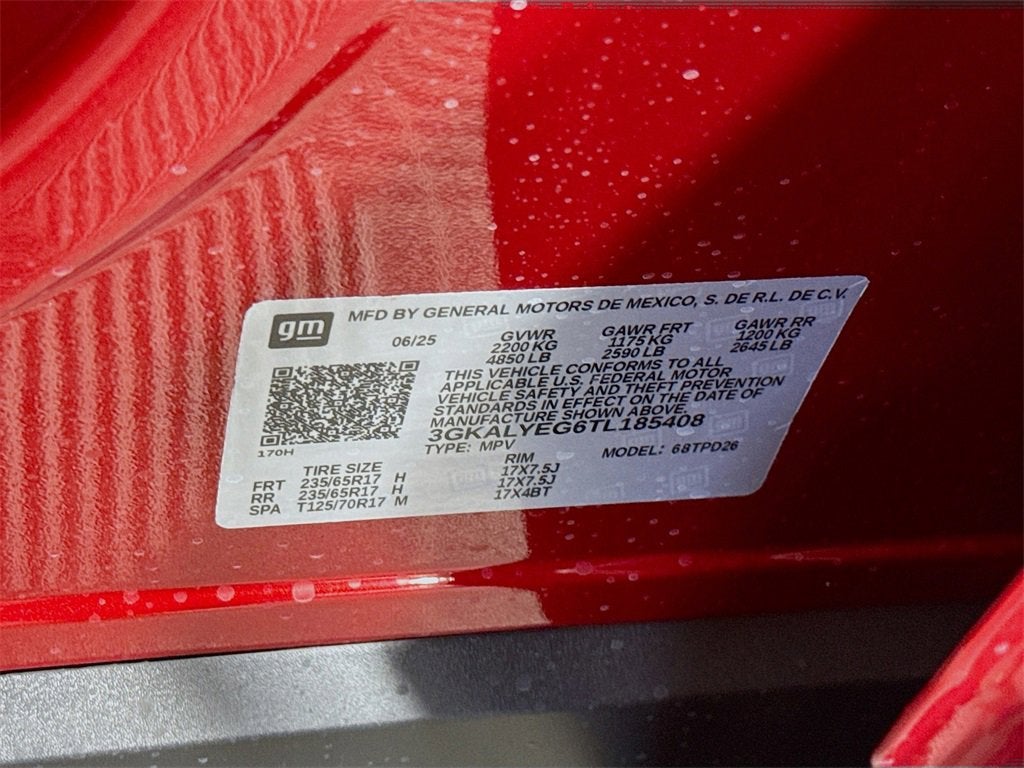 gm MFD BY GENERAL MOTORS DE MEXICO, S. DE R.L. DE C.V.
06/25 GVWR GAWR FRT GAWR RR
2200 KG 1175 KG 1200 KG
4850 LB 2590 LB 2645 LB
THIS VEHICLE CONFORMS TO ALL
APPLICABLE U.S. FEDERAL MOTOR
VEHICLE SAFETY AND THEFT PREVENTION
STANDARDS IN EFFECT ON THE DATE OF
MANUFACTURE SHOWN ABOVE.
3GKALYEG6TL185408
170H
TYPE: MPV MODEL: 68TPD26
TIRE SIZE RIM
FRT 235/65R17 H 17X7.5J
RR 235/65R17 H 17X7.5J
SPA T125/70R17 M 17X4BT